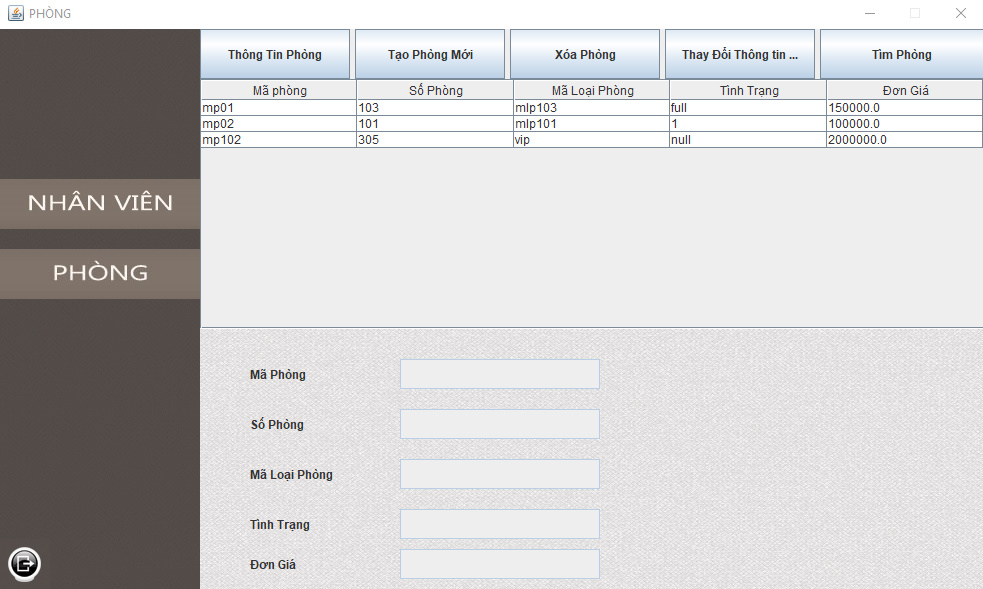 PHÒNG
Thông Tin Phòng Tạo Phòng Mới Xóa Phòng Thay Đổi Thông tin ... Tìm Phòng
Mã phòng Số Phòng Mã Loại Phòng Tình Trạng Đơn Giá
mp01 103 mlp103 full 150000.0
mp02 101 mlp101 1 100000.0
mp102 305 vip null 2000000.0
NHÂN VIÊN
PHÒNG
Mã Phòng
Số Phòng
Mã Loại Phòng
Tình Trạng
Đơn Giá